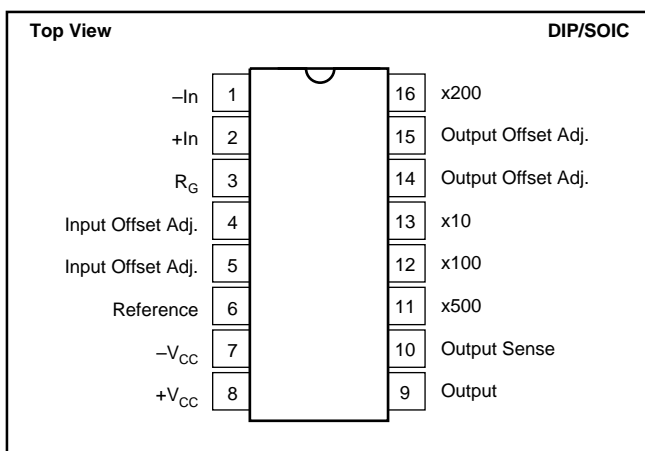 Top View DIP/SOIC
–In 1 16 x200
+In 2 15 Output Offset Adj.
RG 3 14 Output Offset Adj.
Input Offset Adj. 4 13 x10
Input Offset Adj. 5 12 x100
Reference 6 11 x500
–VCC 7 10 Output Sense
+VCC 8 9 Output